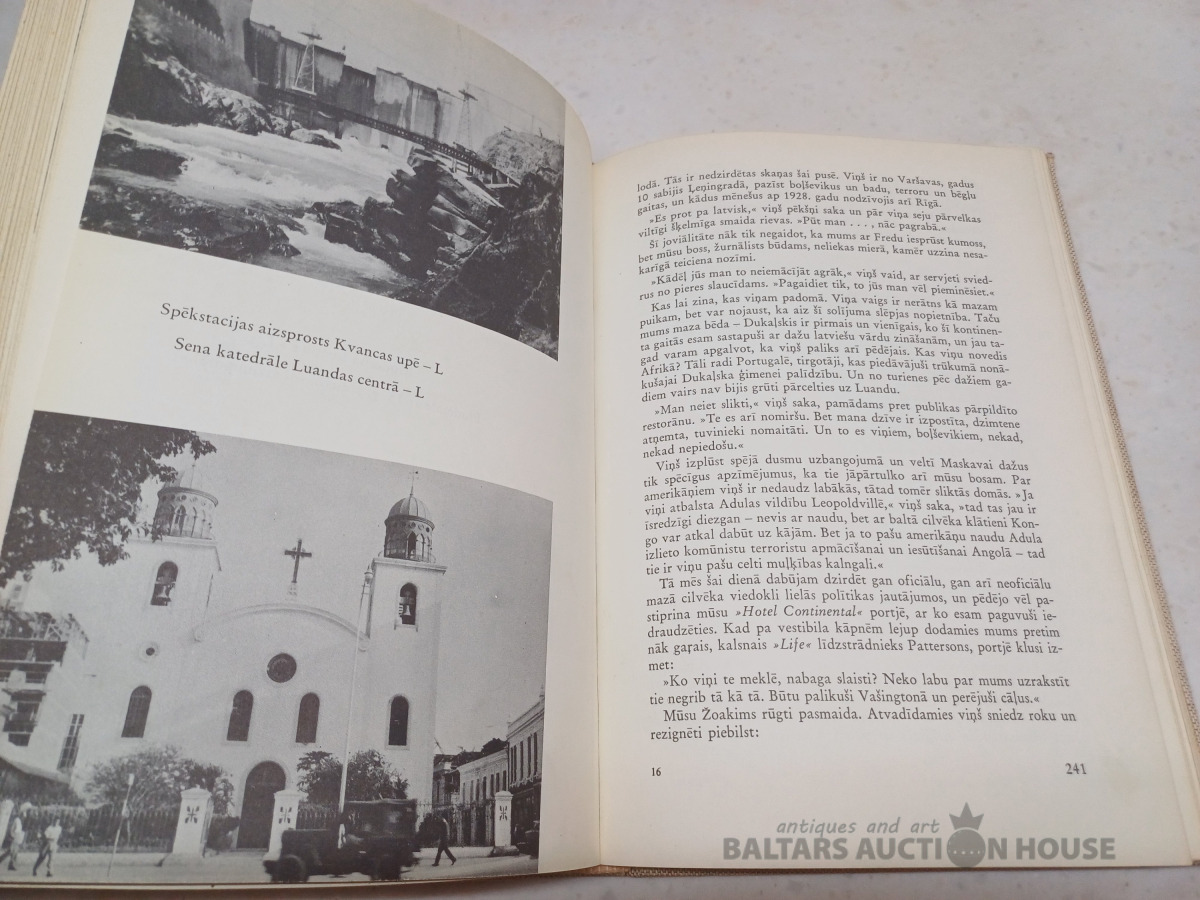 Spēkstacijas aizsprosts Kvancas upē – L
Sena katedrāle Luandas centrā – L
lodā. Tās ir nedzirdētas skaņas šai pusē. Viņš ir no Varšavas, gadus
10 sabijis Ļeningradā, pazīst boļševikus un badu, terroru un bēgļu
gaitas, un kādus mēnešus ap 1928. gadu nodzīvojis arī Rīgā.
»Es prot pa latvisk,« viņš pēkšņi saka un pār viņa seju pārvelkas
viltīgi šķelmīga smaida rievas. »Pūt man . . . , nāc pagrabā.«
Šī joviālitāte nāk tik negaidot, ka mums ar Fredu iesprūst kumoss,
bet mūsu boss, žurnālists būdams, neliekas mierā, kamēr uzzina nesa-
karīgā teiciena nozīmi.
»Kādēļ jūs man to neiemācījāt agrāk,« viņš vaid, ar servjeti svied-
rus no pieres slaucīdams. »Pagaidiet tik, to jūs man vēl pieminēsiet.«
Kas lai zina, kas viņam padomā. Viņa vaigs ir nerātns kā mazam
puikam, bet var nojaust, ka aiz šī solījuma slēpjas nopietnība. Taču
mums maza bēda – Dukaļskis ir pirmais un vienīgais, ko šī kontinen-
ta gaitās esam sastapuši ar dažu latviešu vārdu zināšanām, un jau ta-
gad varam apgalvot, ka viņš paliks arī pēdējais. Kas viņu novedis
Āfrikā? Tāli radi Portugalē, tirgotāji, kas piedāvājuši trūkumā nonā-
kušajai Dukaļska ģimenei palīdzību. Un no turienes pēc dažiem ga-
diem vairs nav bijis grūti pārcelties uz Luandu.
»Man neiet slikti,« viņš saka, pamādams pret publikas pārpildīto
restorānu. »Te es arī nomiršu. Bet mana dzīve ir izpostīta, dzimtene
atņemta, tuvinieki nomaitāti. Un to es viņiem, boļševikiem, nekad,
nekad nepiedošu.«
Viņš izplūst spējā dusmu uzbangojumā un veltī Maskavai dažus
tik spēcīgus apzīmējumus, ka tie jāpārtulko arī mūsu bosam. Par
amerikāņiem viņš ir nedaudz labākās, tātad tomēr sliktās domās. »Ja
viņi atbalsta Adulas vildību Leopoldvillē,« viņš saka, »tad tas jau ir
īsredzīgi diezgan – nevis ar naudu, bet ar baltā cilvēka klātieni Kon-
go var atkal dabūt uz kājām. Bet ja to pašu amerikāņu naudu Adula
izlieto komūnistu terroristu apmācīšanai un iesūtīšanai Angolā – tad
tie ir viņu pašu celti muļķības kalngali.«
Tā mēs šai dienā dabūjam dzirdēt gan oficiālu, gan arī neoficiālu
mazā cilvēka viedokli lielās polītikas jautājumos, un pēdējo vēl pa-
stiprina mūsu »Hotel Continental« portjē, ar ko esam paguvuši ie-
draudzēties. Kad pa vestibila kāpnēm lejup dodamies mums pretim
nāk gaŗais, kalsnais »Life« līdzstrādnieks Pattersons, portjē klusi iz-
met:
»Ko viņi te meklē, nabaga slaisti? Neko labu par mums uzrakstīt
tie negrib tā kā tā. Būtu palikuši Vašingtonā un perējuši cāļus.«
Mūsu Žoakims rūgti pasmaida. Atvadīdamies viņš sniedz roku un
rezignēti piebilst:
16
241
antiques and art
BALTARS AUCTION HOUSE